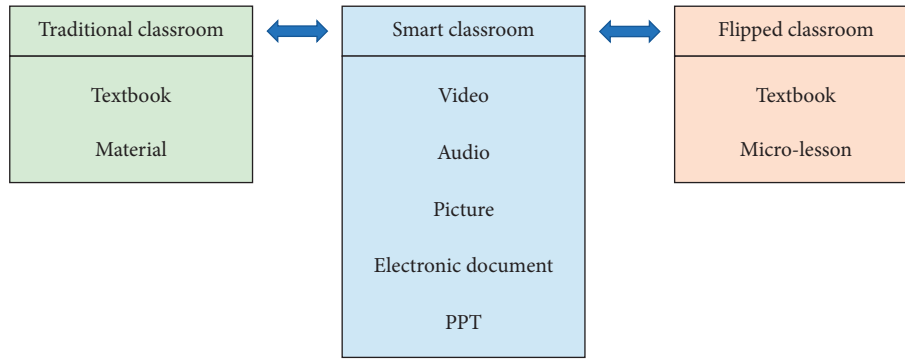 Traditional classroom
Textbook
Material
Smart classroom
Video
Audio
Picture
Electronic document
PPT
Flipped classroom
Textbook
Micro-lesson